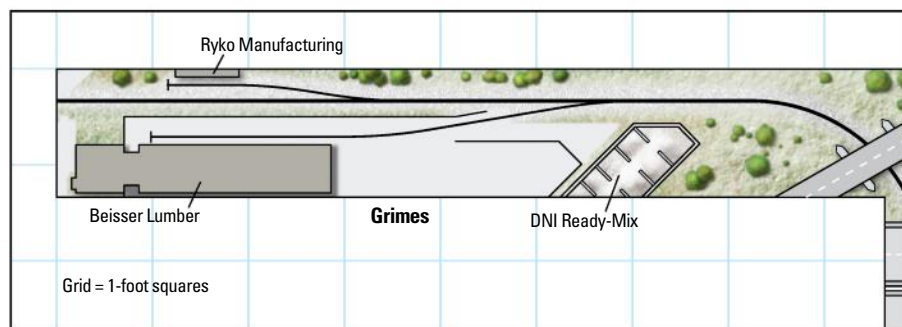 Ryko Manufacturing
Beisser Lumber
Grimes
DNI Ready-Mix
Grid = 1-foot squares